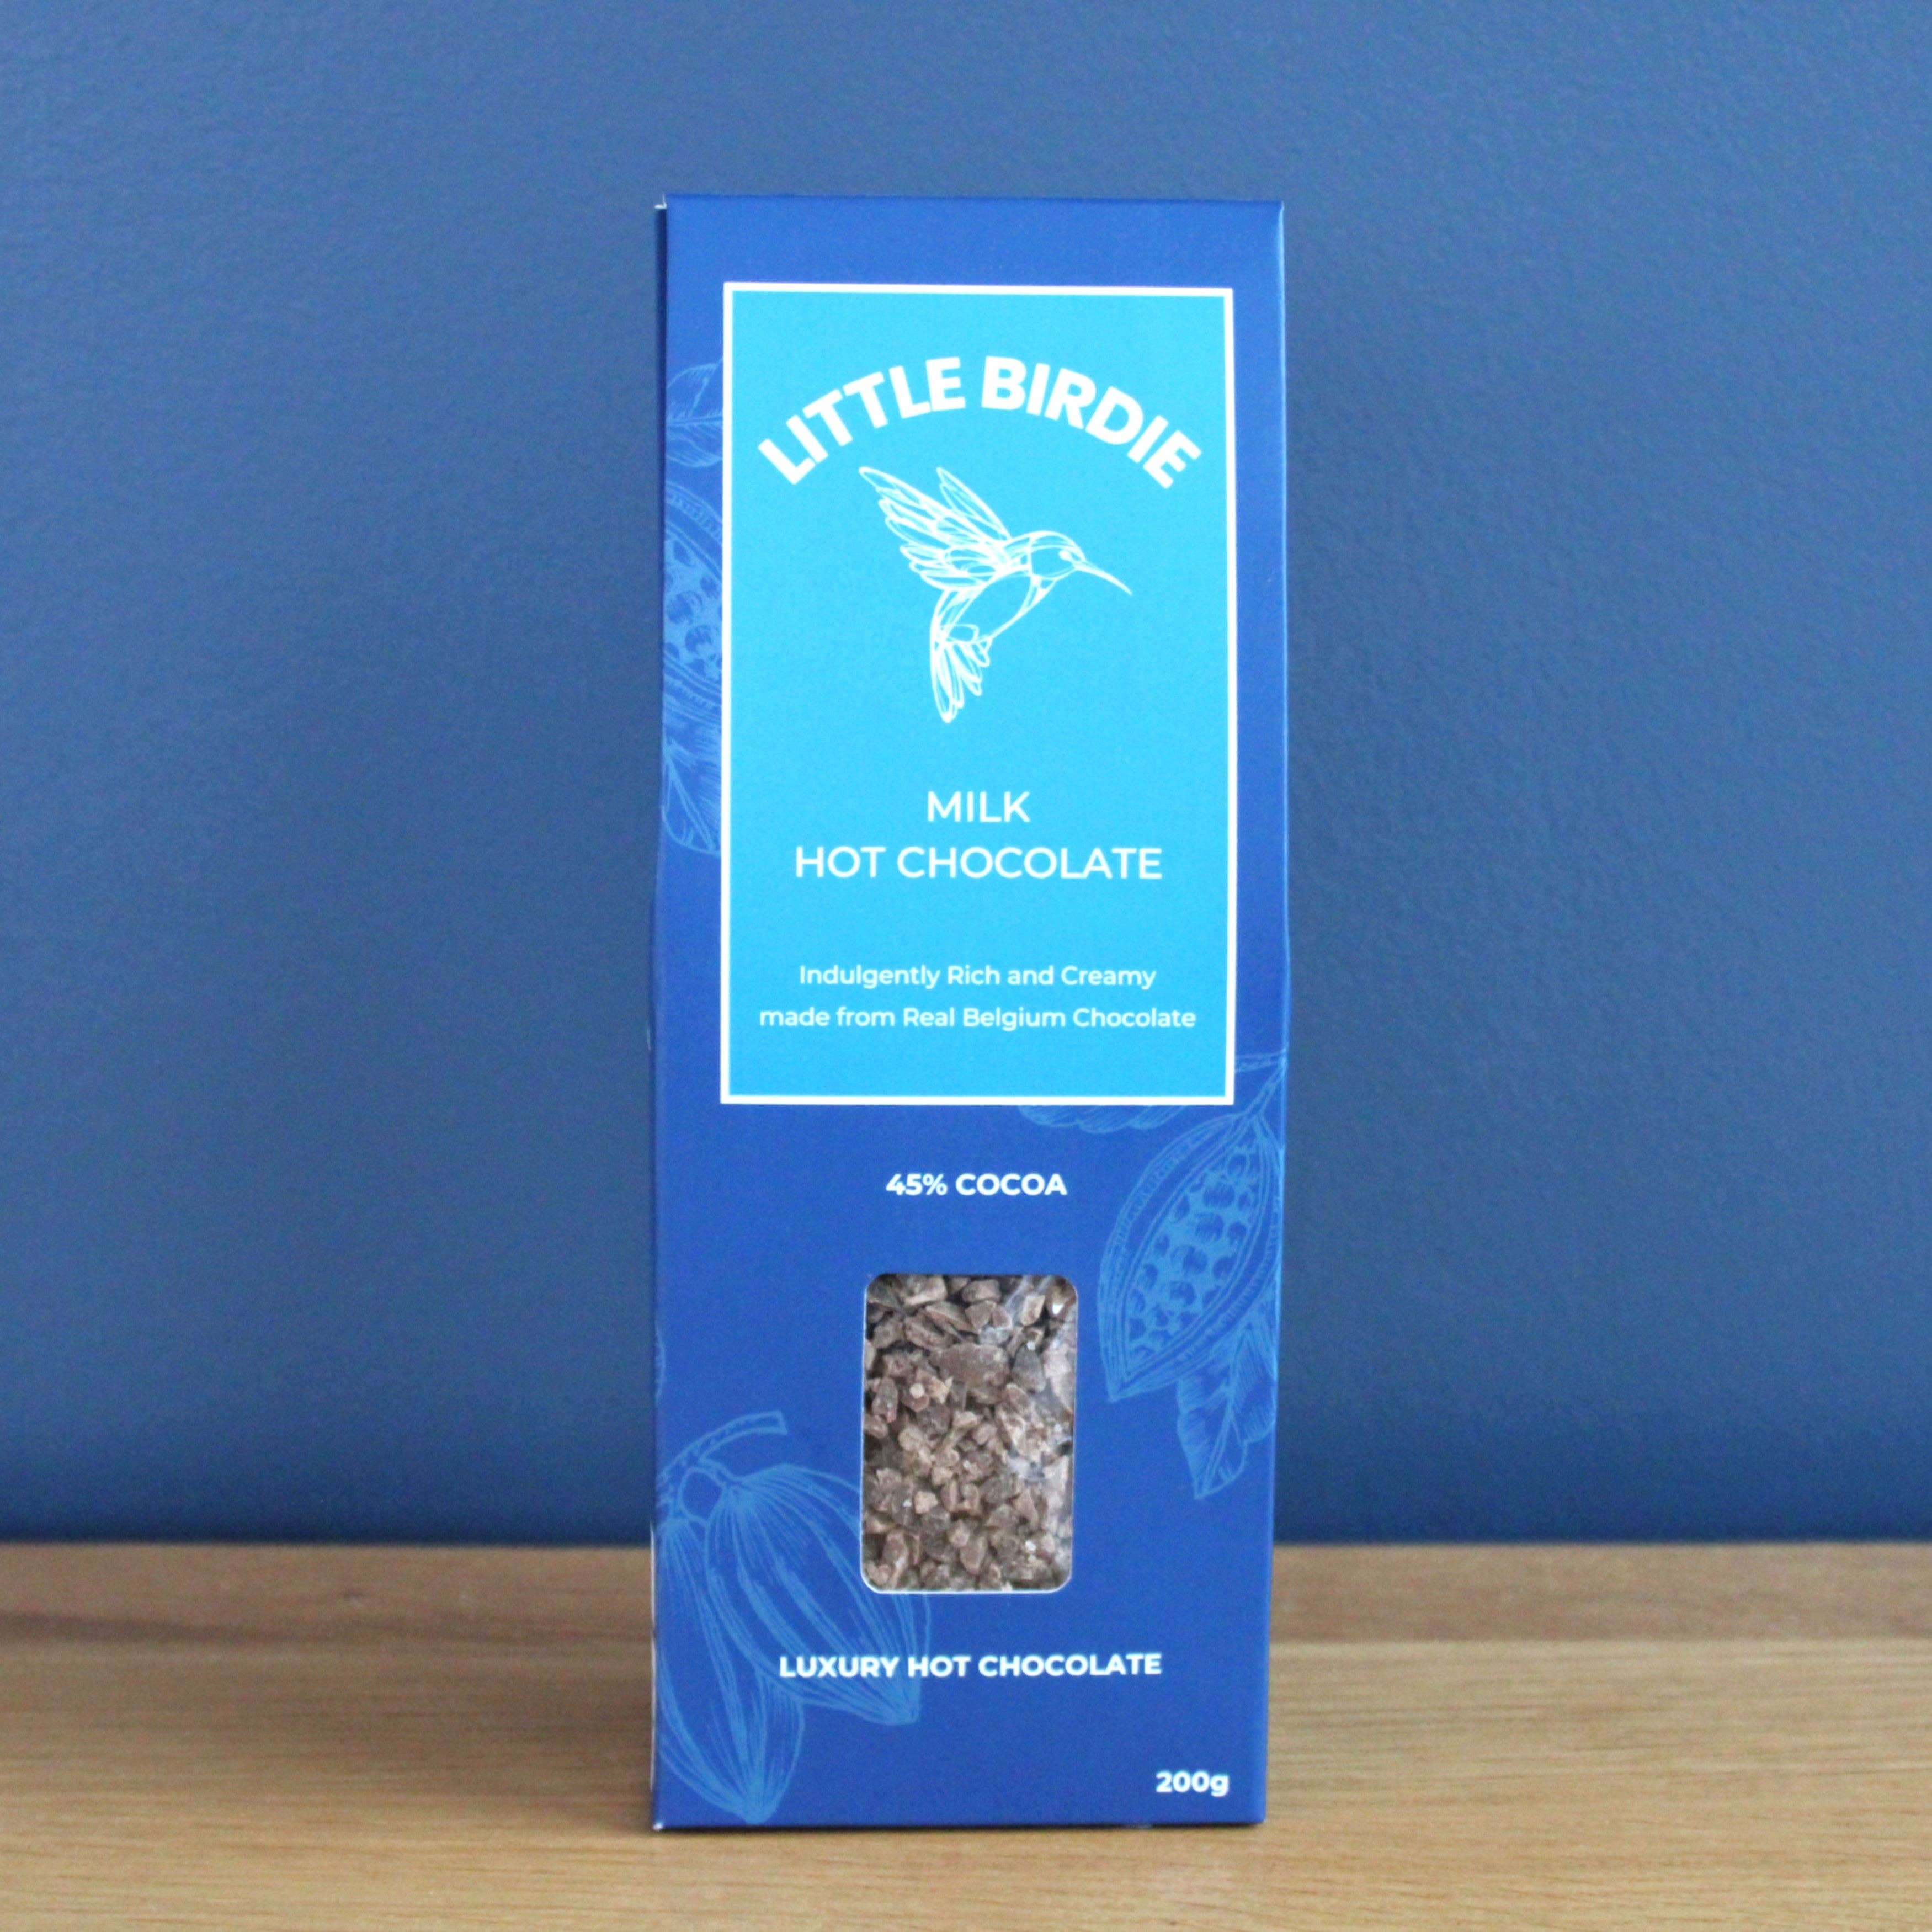 LITTLE BIRDIE
MILK
HOT CHOCOLATE
Indulgently Rich and Creamy
made from Real Belgium Chocolate
45% COCOA
LUXURY HOT CHOCOLATE
200g